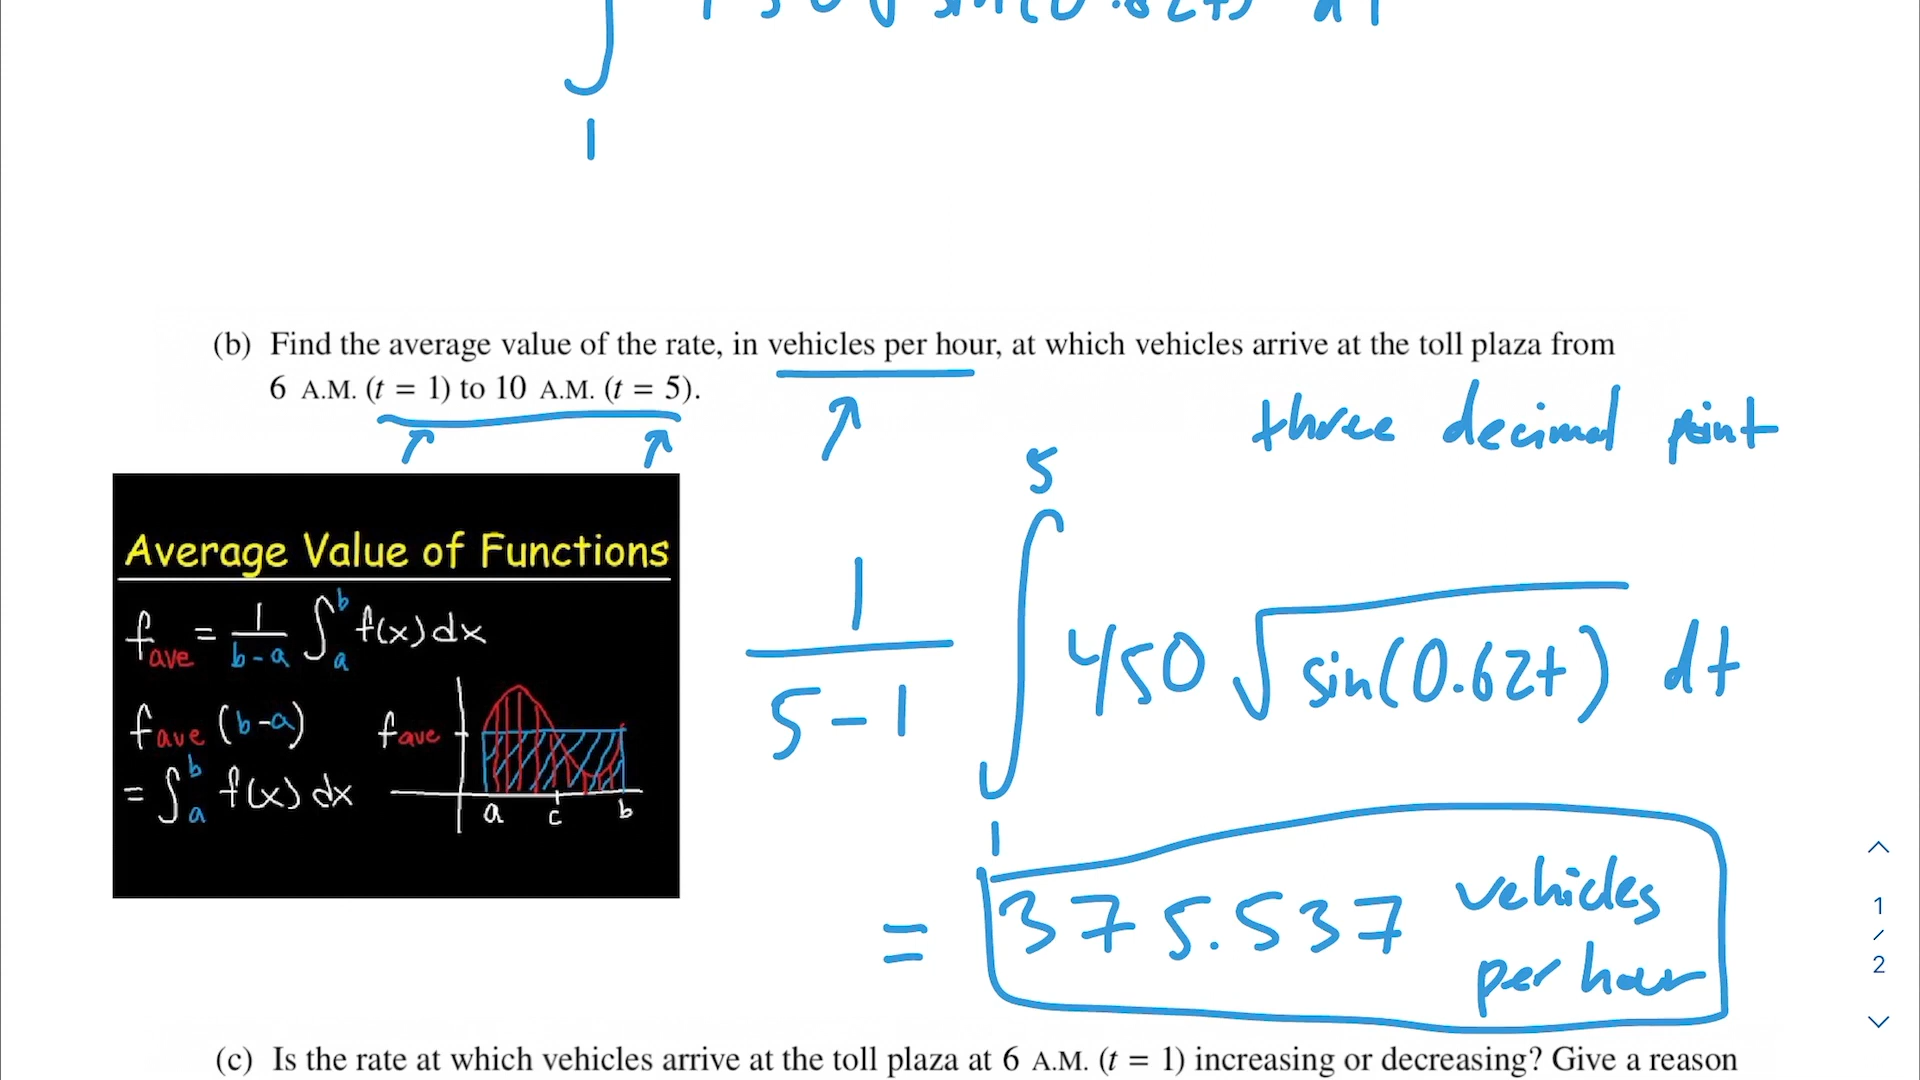 1
(b) Find the average value of the rate, in vehicles per hour, at which vehicles arrive at the toll plaza from
6 A.M. (t = 1) to 10 A.M. (t = 5).
three decimal point
Average Value of Functions
f_ave = 1/(b-a) ∫_a^b f(x)dx
f_ave (b-a)
= ∫_a^b f(x)dx
f_ave
a c b
1/(5-1) ∫_1^5 450 √sin(0.62t) dt
= 375.537 vehicles
per hour
1
/
2
(c) Is the rate at which vehicles arrive at the toll plaza at 6 A.M. (t = 1) increasing or decreasing? Give a reason